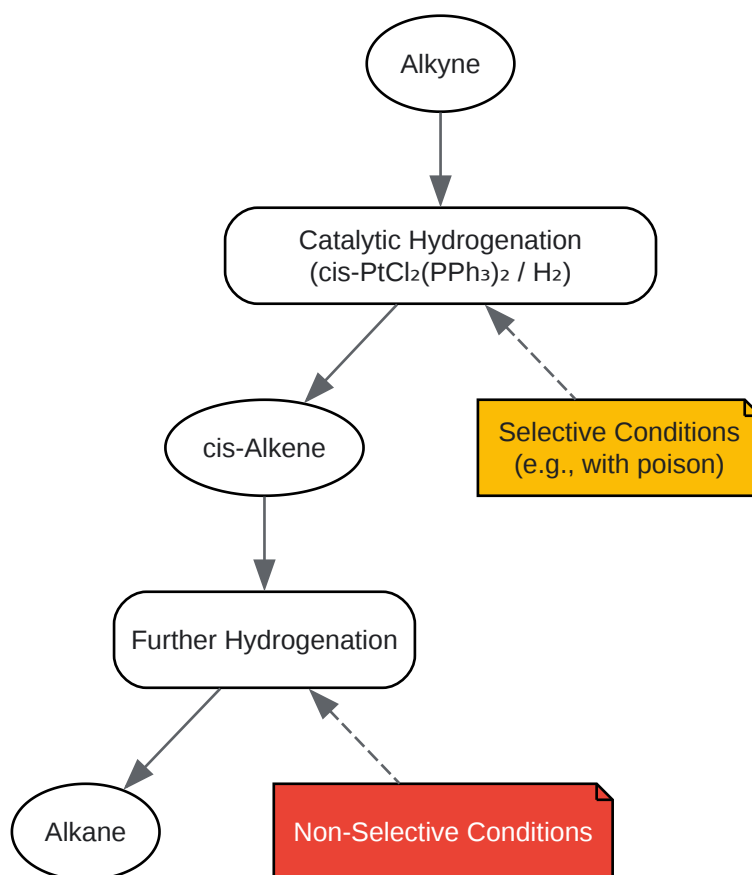 Alkyne
Catalytic Hydrogenation
(cis-PtCl₂(PPh₃)₂ / H₂)
cis-Alkene
Selective Conditions
(e.g., with poison)
Further Hydrogenation
Alkane
Non-Selective Conditions